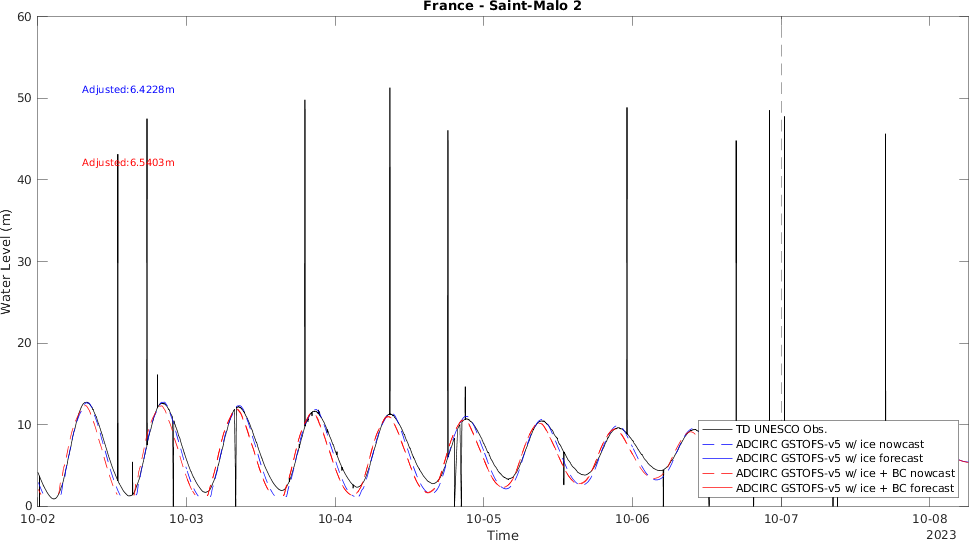 France - Saint-Malo 2
60
50
40
30
20
10
0
Water Level (m)
Adjusted:6.4228m
Adjusted:6.5403m
TD UNESCO Obs.
ADCIRC GSTOFS-v5 w/ ice nowcast
ADCIRC GSTOFS-v5 w/ ice forecast
ADCIRC GSTOFS-v5 w/ ice + BC nowcast
ADCIRC GSTOFS-v5 w/ ice + BC forecast
10-02 10-03 10-04 10-05 10-06 10-07 10-08
Time
2023